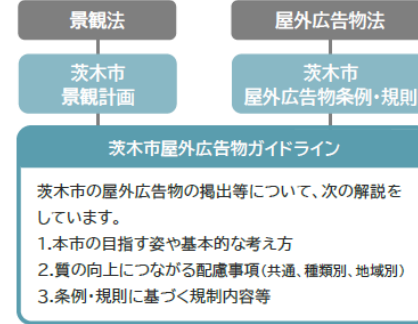 景観法
屋外広告物法
茨木市
景観計画
茨木市
屋外広告物条例・規則
茨木市屋外広告物ガイドライン
茨木市の屋外広告物の掲出等について、次の解説を
しています。
1.本市の目指す姿や基本的な考え方
2.質の向上につながる配慮事項(共通、種類別、地域別)
3.条例・規則に基づく規制内容等